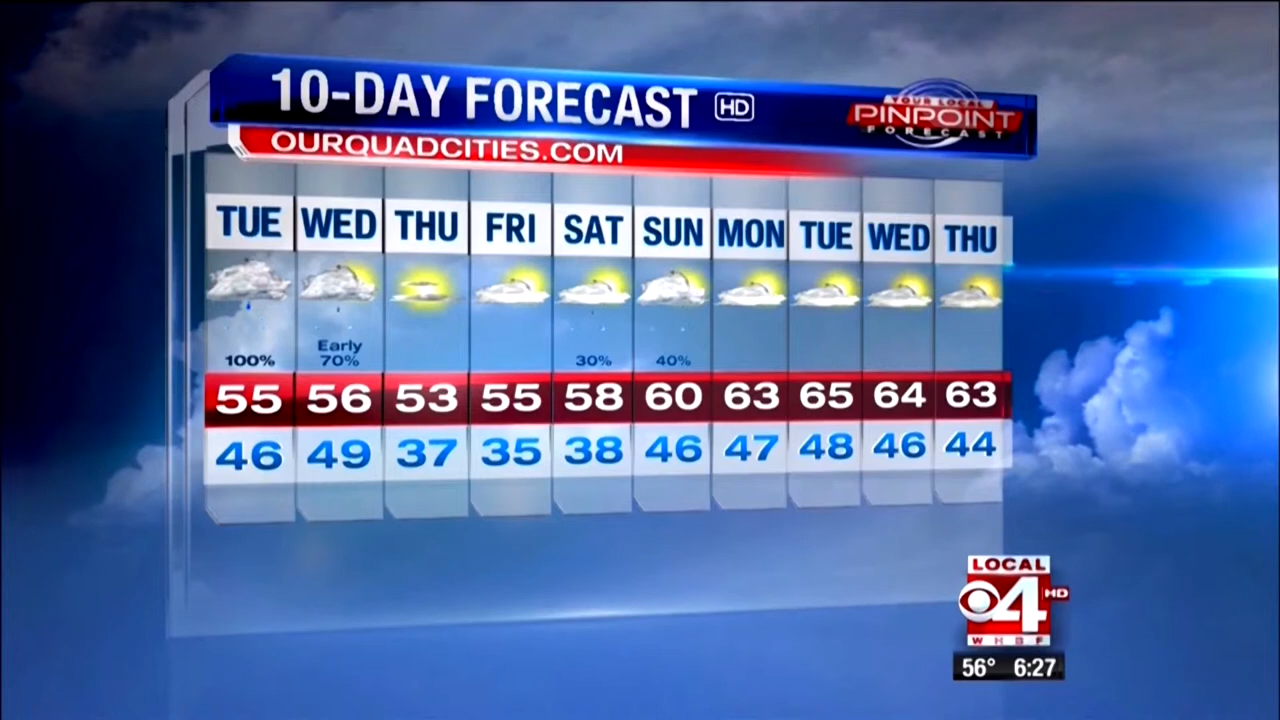 10-DAY FORECAST HD
YOUR LOCAL
PINPOINT
FORECAST
OURQUADCITIES.COM
TUE WED THU FRI SAT SUN MON TUE WED THU
Early
100% 70% 30% 40%
55 56 53 55 58 60 63 65 64 63
46 49 37 35 38 46 47 48 46 44
LOCAL
4 HD
WHBF
56° 6:27